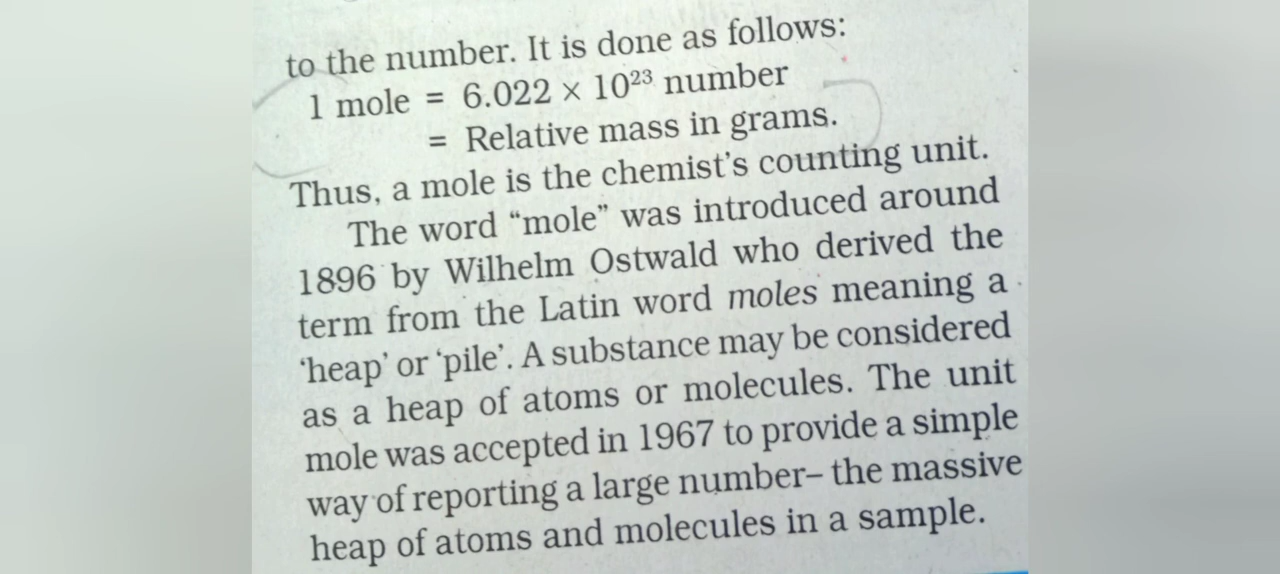 to the number. It is done as follows:
1 mole = 6.022 × 10²³ number
= Relative mass in grams.
Thus, a mole is the chemist’s counting unit.
The word “mole” was introduced around
1896 by Wilhelm Ostwald who derived the
term from the Latin word moles meaning a
‘heap’ or ‘pile’. A substance may be considered
as a heap of atoms or molecules. The unit
mole was accepted in 1967 to provide a simple
way of reporting a large number– the massive
heap of atoms and molecules in a sample.